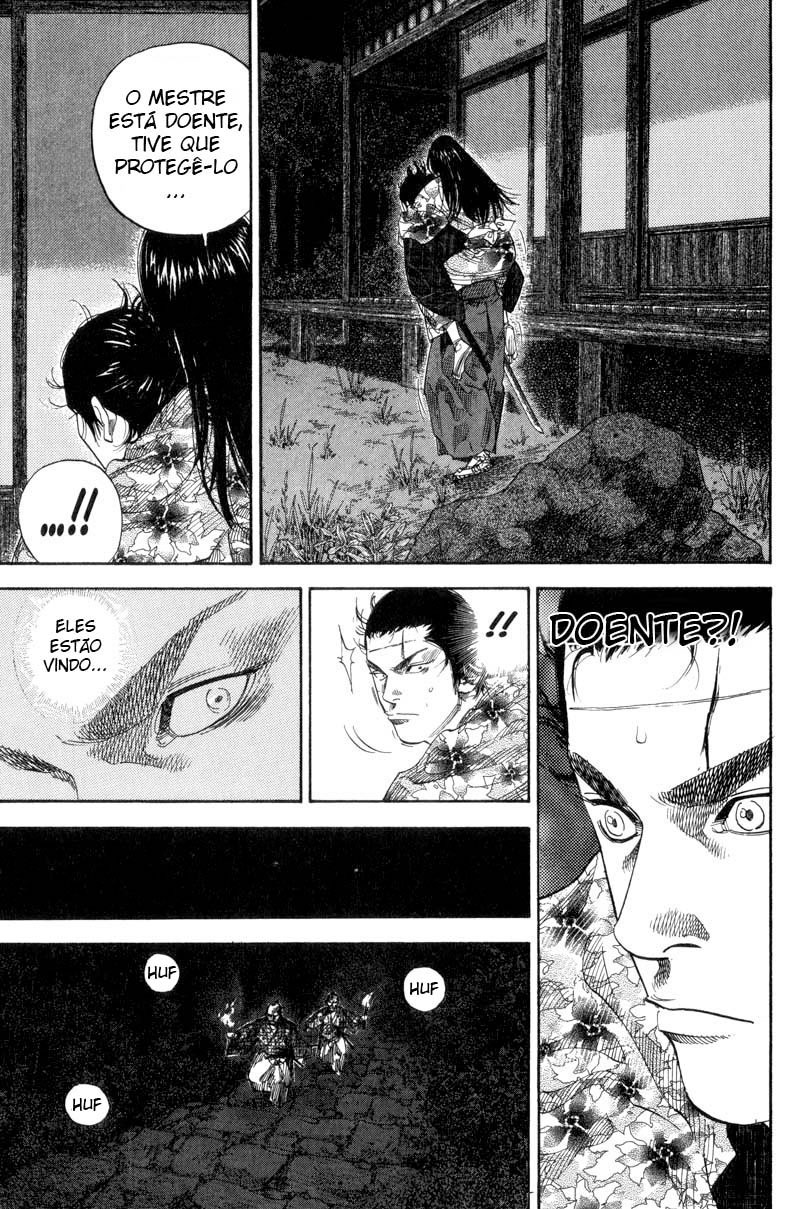 O MESTRE
ESTÁ DOENTE,
TIVE QUE
PROTEGÊ-LO
...
....!!
DOENTE?!
!!
ELES
ESTÃO
VINDO...
HUF
HUF
HUF